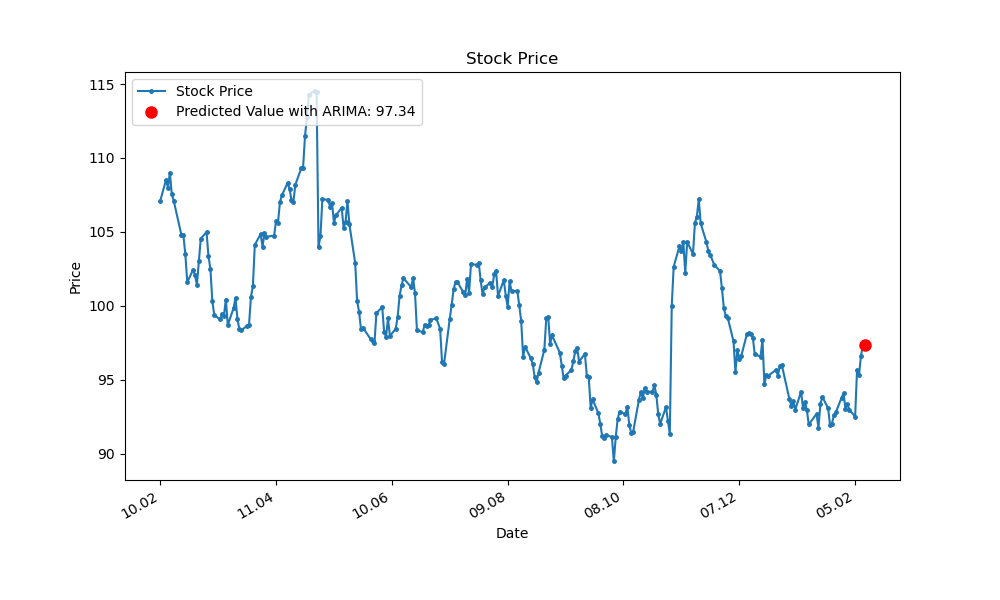 Stock Price
Stock Price
Predicted Value with ARIMA: 97.34
115
110
105
100
95
90
Price
10.02
11.04
10.06
09.08
08.10
07.12
05.02
Date